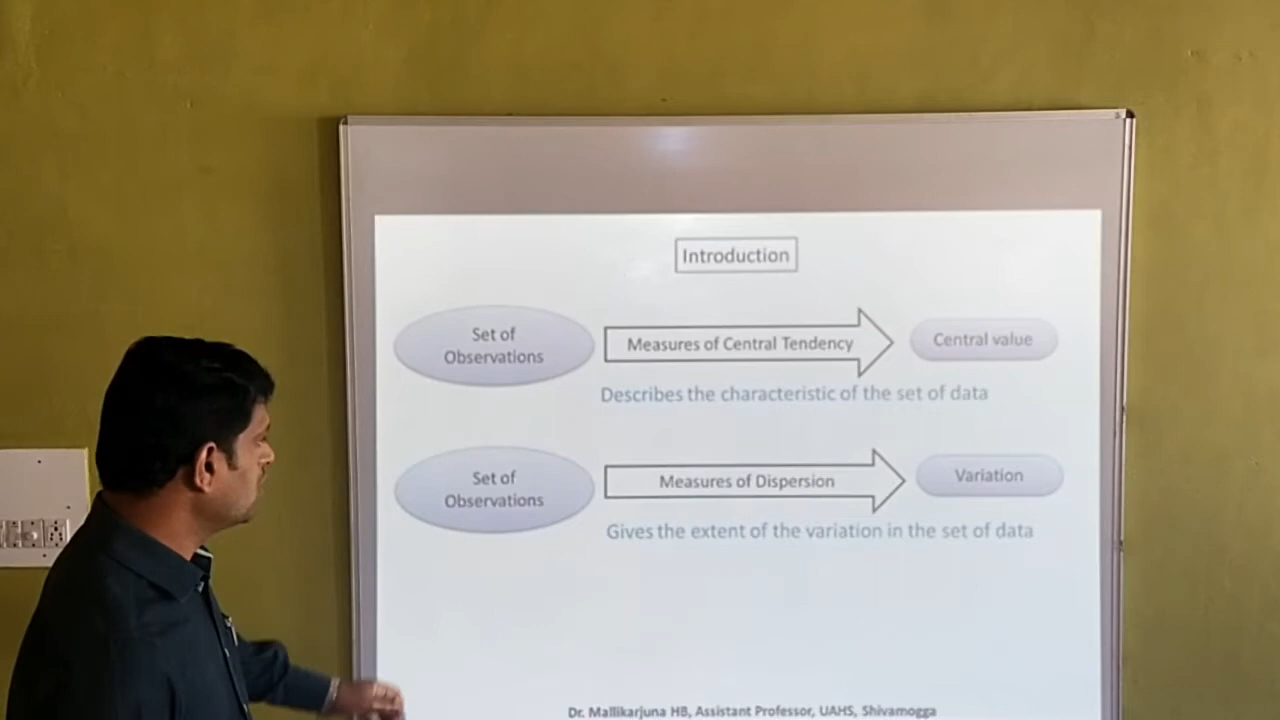 Introduction
Set of
Observations
Measures of Central Tendency
Central value
Describes the characteristic of the set of data
Set of
Observations
Measures of Dispersion
Variation
Gives the extent of the variation in the set of data
Dr. Mallikarjuna HB, Assistant Professor, UAHS, Shivamogga